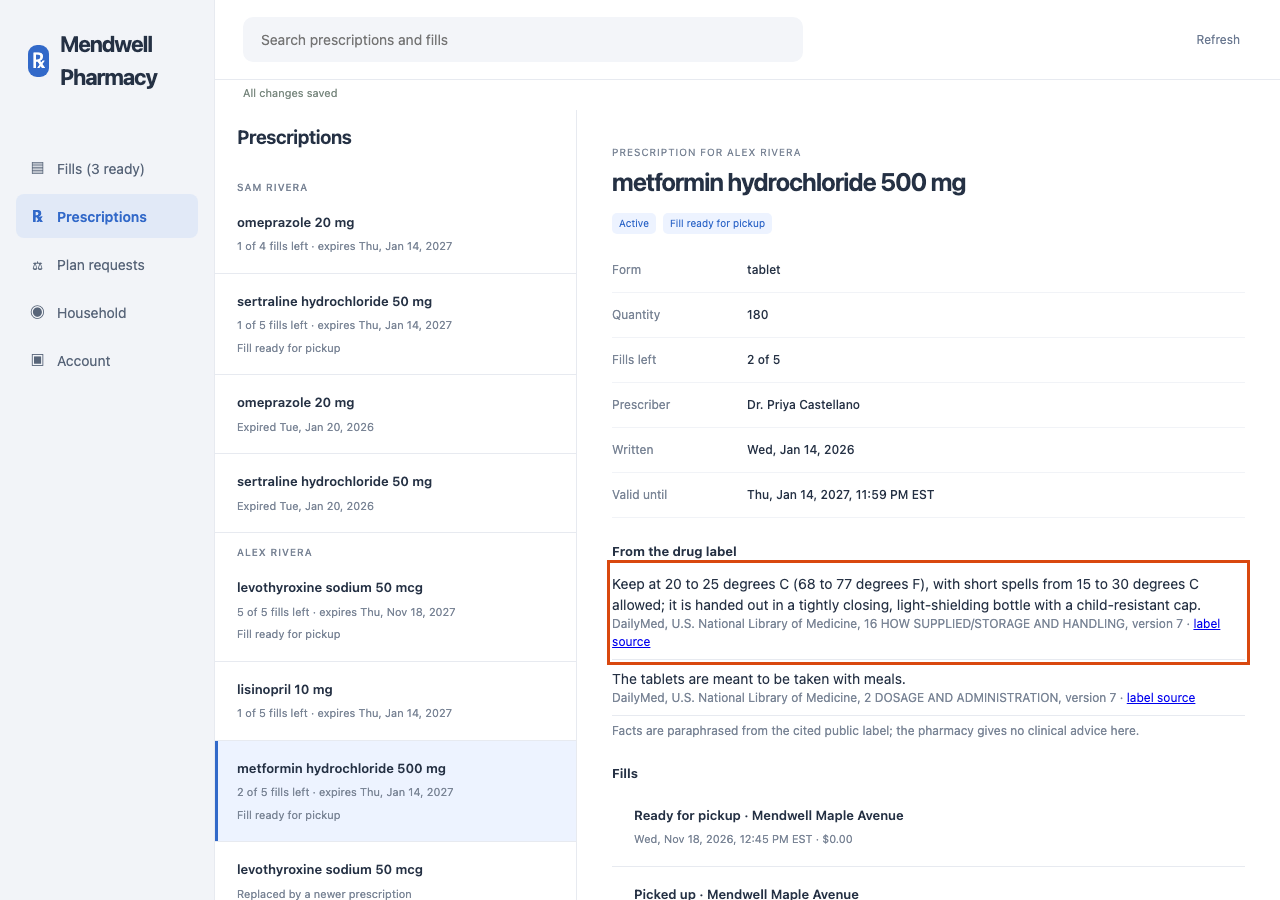 Mendwell
Pharmacy
Search prescriptions and fills
Refresh
All changes saved
Fills (3 ready)
Prescriptions
Plan requests
Household
Account
Prescriptions
SAM RIVERA
omeprazole 20 mg
1 of 4 fills left · expires Thu, Jan 14, 2027
sertraline hydrochloride 50 mg
1 of 5 fills left · expires Thu, Jan 14, 2027
Fill ready for pickup
omeprazole 20 mg
Expired Tue, Jan 20, 2026
sertraline hydrochloride 50 mg
Expired Tue, Jan 20, 2026
ALEX RIVERA
levothyroxine sodium 50 mcg
5 of 5 fills left · expires Thu, Nov 18, 2027
Fill ready for pickup
lisinopril 10 mg
1 of 5 fills left · expires Thu, Jan 14, 2027
metformin hydrochloride 500 mg
2 of 5 fills left · expires Thu, Jan 14, 2027
Fill ready for pickup
levothyroxine sodium 50 mcg
Replaced by a newer prescription
PRESCRIPTION FOR ALEX RIVERA
metformin hydrochloride 500 mg
Active
Fill ready for pickup
Form tablet
Quantity 180
Fills left 2 of 5
Prescriber Dr. Priya Castellano
Written Wed, Jan 14, 2026
Valid until Thu, Jan 14, 2027, 11:59 PM EST
From the drug label
Keep at 20 to 25 degrees C (68 to 77 degrees F), with short spells from 15 to 30 degrees C
allowed; it is handed out in a tightly closing, light-shielding bottle with a child-resistant cap.
DailyMed, U.S. National Library of Medicine, 16 HOW SUPPLIED/STORAGE AND HANDLING, version 7 · label
source
The tablets are meant to be taken with meals.
DailyMed, U.S. National Library of Medicine, 2 DOSAGE AND ADMINISTRATION, version 7 · label source
Facts are paraphrased from the cited public label; the pharmacy gives no clinical advice here.
Fills
Ready for pickup · Mendwell Maple Avenue
Wed, Nov 18, 2026, 12:45 PM EST · $0.00
Picked up · Mendwell Maple Avenue